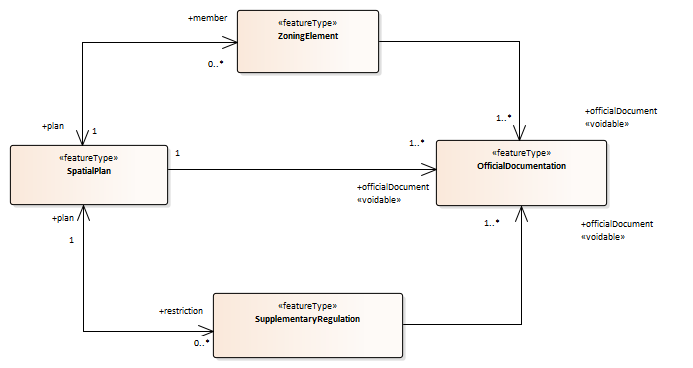 +member
«featureType»
ZoningElement
0..*
+plan
1
1..*
+officialDocument
«voidable»
«featureType»
SpatialPlan
1
1..*
+officialDocument
«voidable»
«featureType»
OfficialDocumentation
+plan
1
1..*
+officialDocument
«voidable»
+restriction
0..*
«featureType»
SupplementaryRegulation